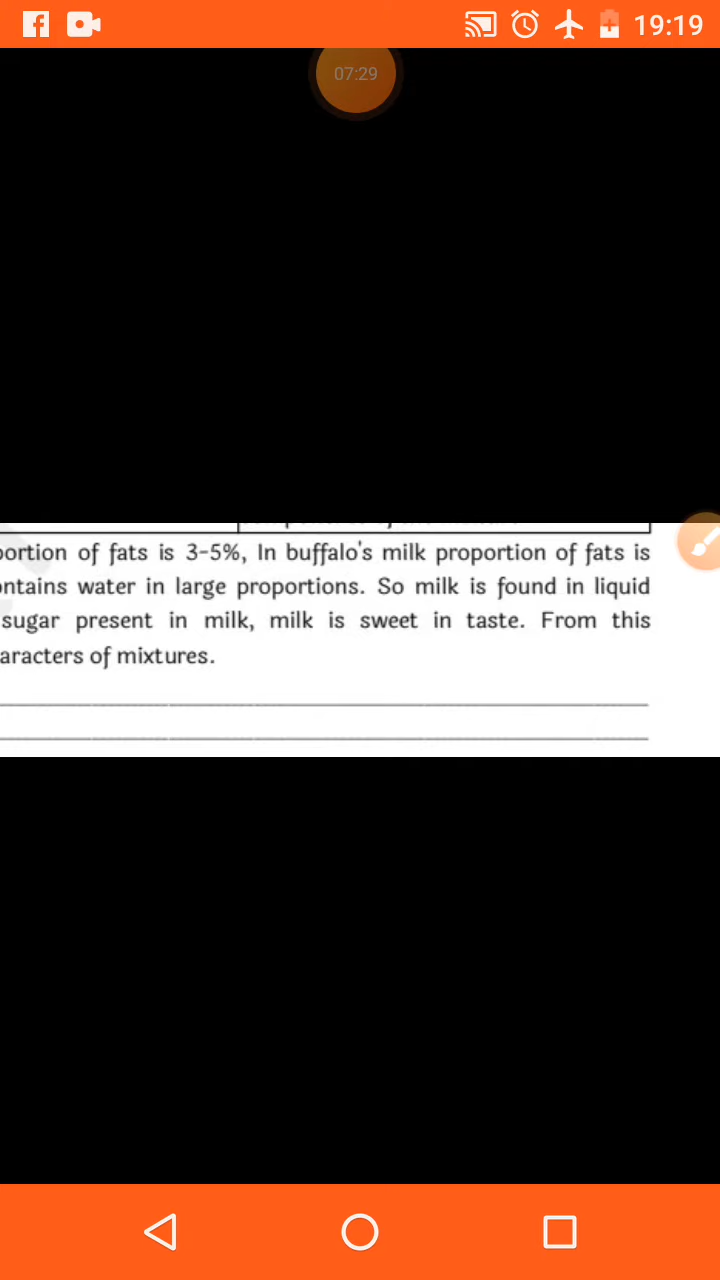 19:19
07:29
portion of fats is 3-5%, In buffalo's milk proportion of fats is
ontains water in large proportions. So milk is found in liquid
sugar present in milk, milk is sweet in taste. From this
aracters of mixtures.